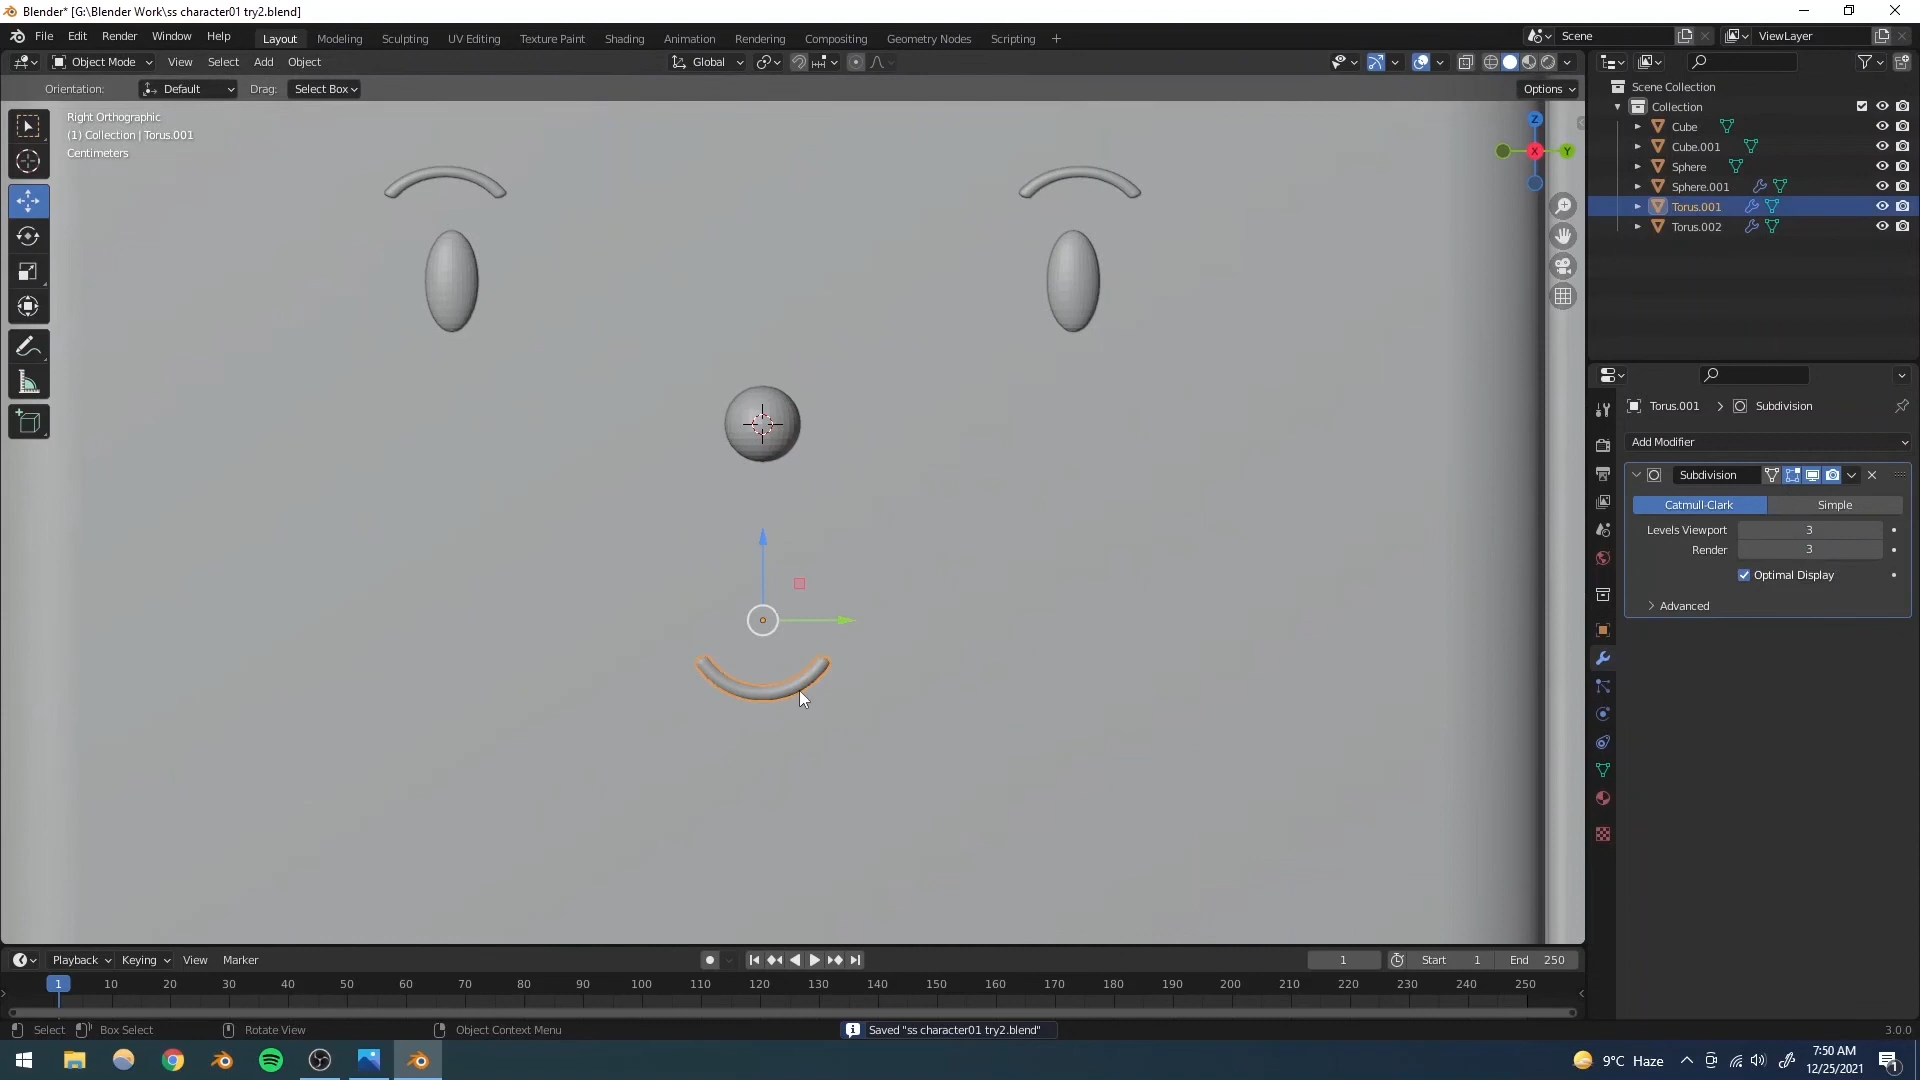 Blender* [G:\Blender Work\ss character01 try2.blend]
File Edit Render Window Help Layout Modeling Sculpting UV Editing Texture Paint Shading Animation Rendering Compositing Geometry Nodes Scripting + Scene ViewLayer
Object Mode View Select Add Object Global
Orientation: Default Drag: Select Box Options
Right Orthographic
(1) Collection | Torus.001
Centimeters
Z
X
Y
Scene Collection
Collection
Cube
Cube.001
Sphere
Sphere.001
Torus.001
Torus.002
Torus.001 Subdivision
Add Modifier
Subdivision
Catmull-Clark Simple
Levels Viewport 3
Render 3
Optimal Display
Advanced
Playback Keying View Marker 1 Start 1 End 250
1 10 20 30 40 50 60 70 80 90 100 110 120 130 140 150 160 170 180 190 200 210 220 230 240 250
Select Box Select Rotate View Object Context Menu Saved "ss character01 try2.blend" 3.0.0
9°C Haze 7:50 AM
12/25/2021 1